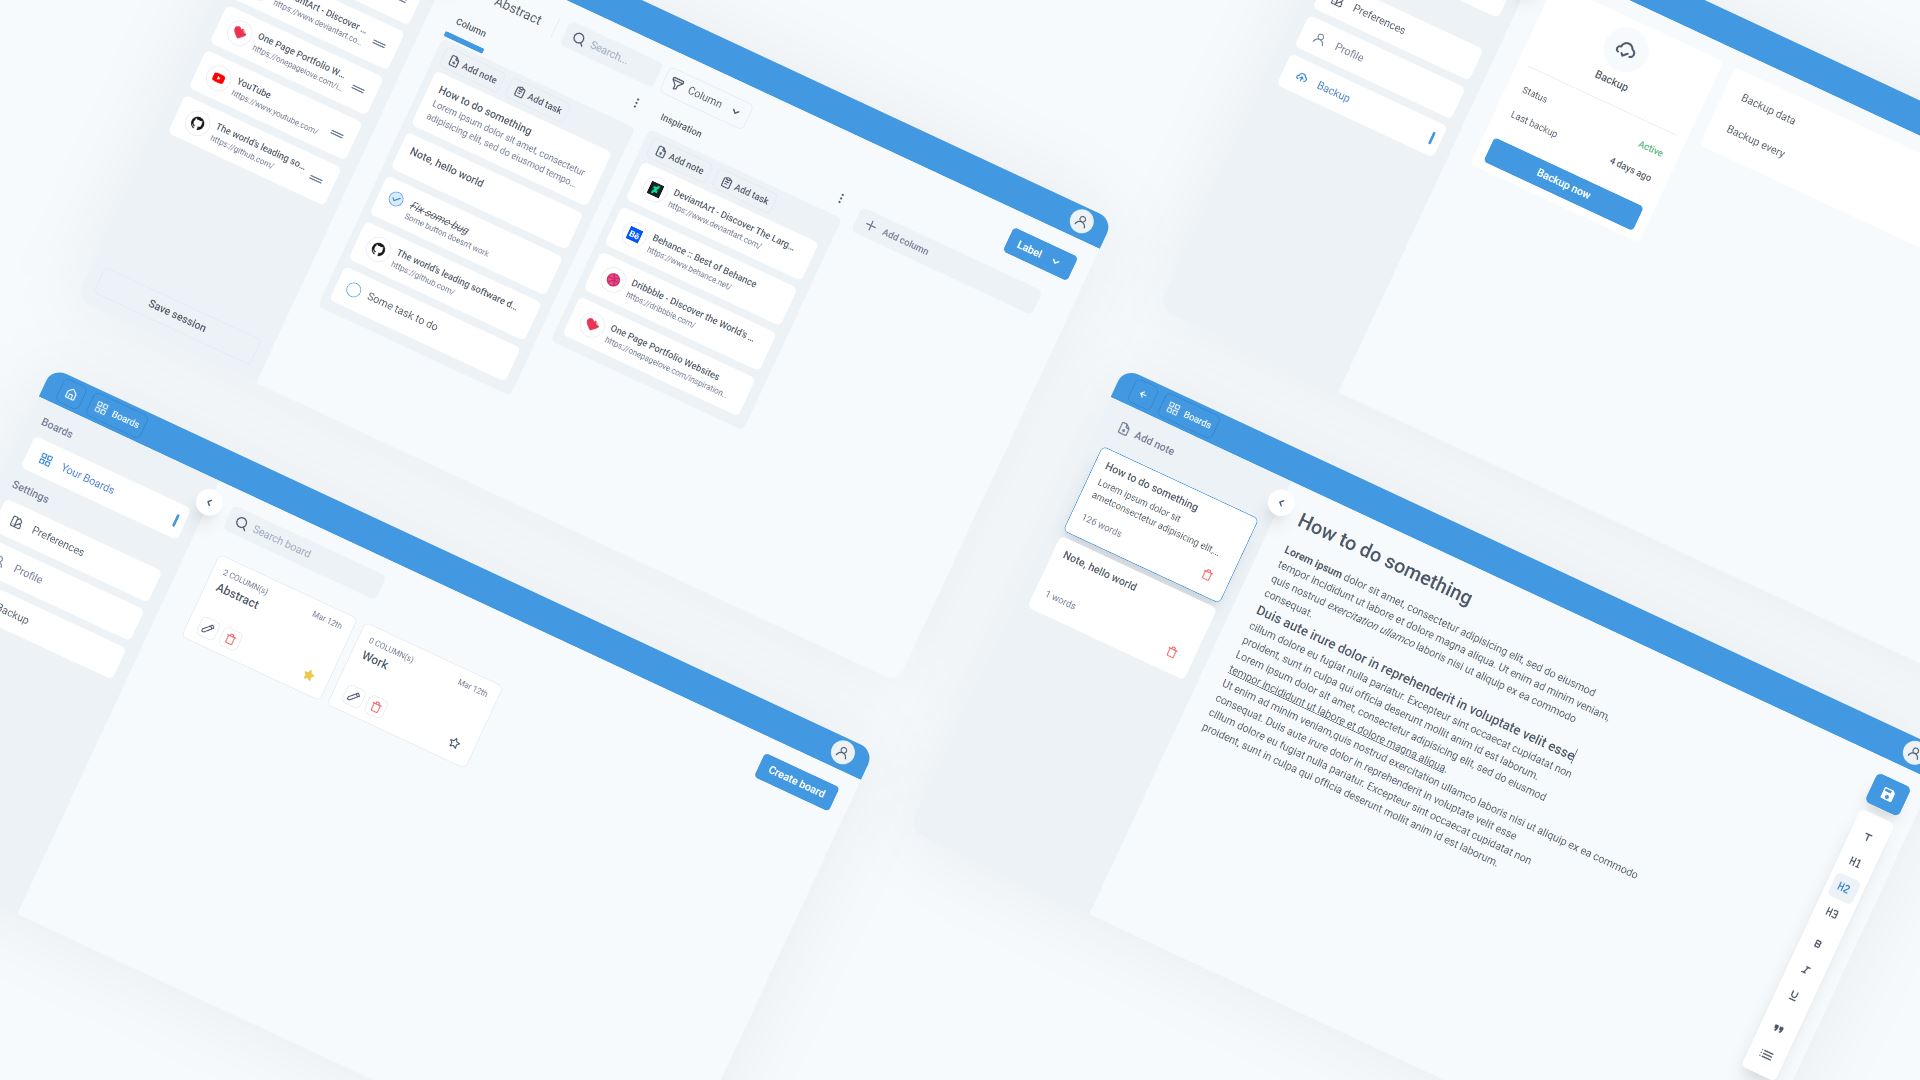 DeviantArt - Discover ...
https://www.deviantart.co...
One Page Portfolio W...
https://onepagelove.com/i...
YouTube
https://www.youtube.com/
The world's leading so...
https://github.com/
Save session
Abstract
Search...
Column
Column
Add note
Add task
How to do something
Lorem ipsum dolor sit amet, consectetur
adipisicing elit, sed do eiusmod tempo...
Note, hello world
Fix some bug
Some button doesn't work
The world's leading software d...
https://github.com/
Some task to do
Inspiration
Add note
Add task
DeviantArt - Discover The Larg...
https://www.deviantart.com/
Behance :: Best of Behance
https://www.behance.net/
Dribbble - Discover the World's ...
https://dribbble.com/
One Page Portfolio Websites
https://onepagelove.com/inspiration...
Add column
Label
Preferences
Profile
Backup
Backup
Status
Active
Last backup
4 days ago
Backup now
Backup data
Backup every
Boards
Boards
Your Boards
Settings
Preferences
Profile
Backup
Search board
2 COLUMN(S)
Abstract
Mar 12th
0 COLUMN(S)
Work
Mar 12th
Create board
Boards
Add note
How to do something
Lorem ipsum dolor sit
ametconsectetur adipisicing elit,...
126 words
Note, hello world
1 words
How to do something
Lorem ipsum dolor sit amet, consectetur adipisicing elit, sed do eiusmod
tempor incididunt ut labore et dolore magna aliqua. Ut enim ad minim veniam,
quis nostrud exercitation ullamco laboris nisi ut aliquip ex ea commodo
consequat.
Duis aute irure dolor in reprehenderit in voluptate velit esse
cillum dolore eu fugiat nulla pariatur. Excepteur sint occaecat cupidatat non
proident, sunt in culpa qui officia deserunt mollit anim id est laborum.
Lorem ipsum dolor sit amet, consectetur adipisicing elit, sed do eiusmod
tempor incididunt ut labore et dolore magna aliqua.
Ut enim ad minim veniam,quis nostrud exercitation ullamco laboris nisi ut aliquip ex ea commodo
consequat. Duis aute irure dolor in reprehenderit in voluptate velit esse
cillum dolore eu fugiat nulla pariatur. Excepteur sint occaecat cupidatat non
proident, sunt in culpa qui officia deserunt mollit anim id est laborum.
T
H1
H2
H3
B
I
U